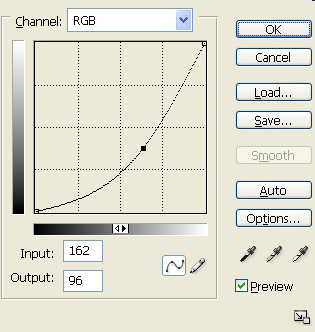 Channel: RGB
OK
Cancel
Load...
Save...
Smooth
Auto
Options...
Input: 162
Output: 96
Preview